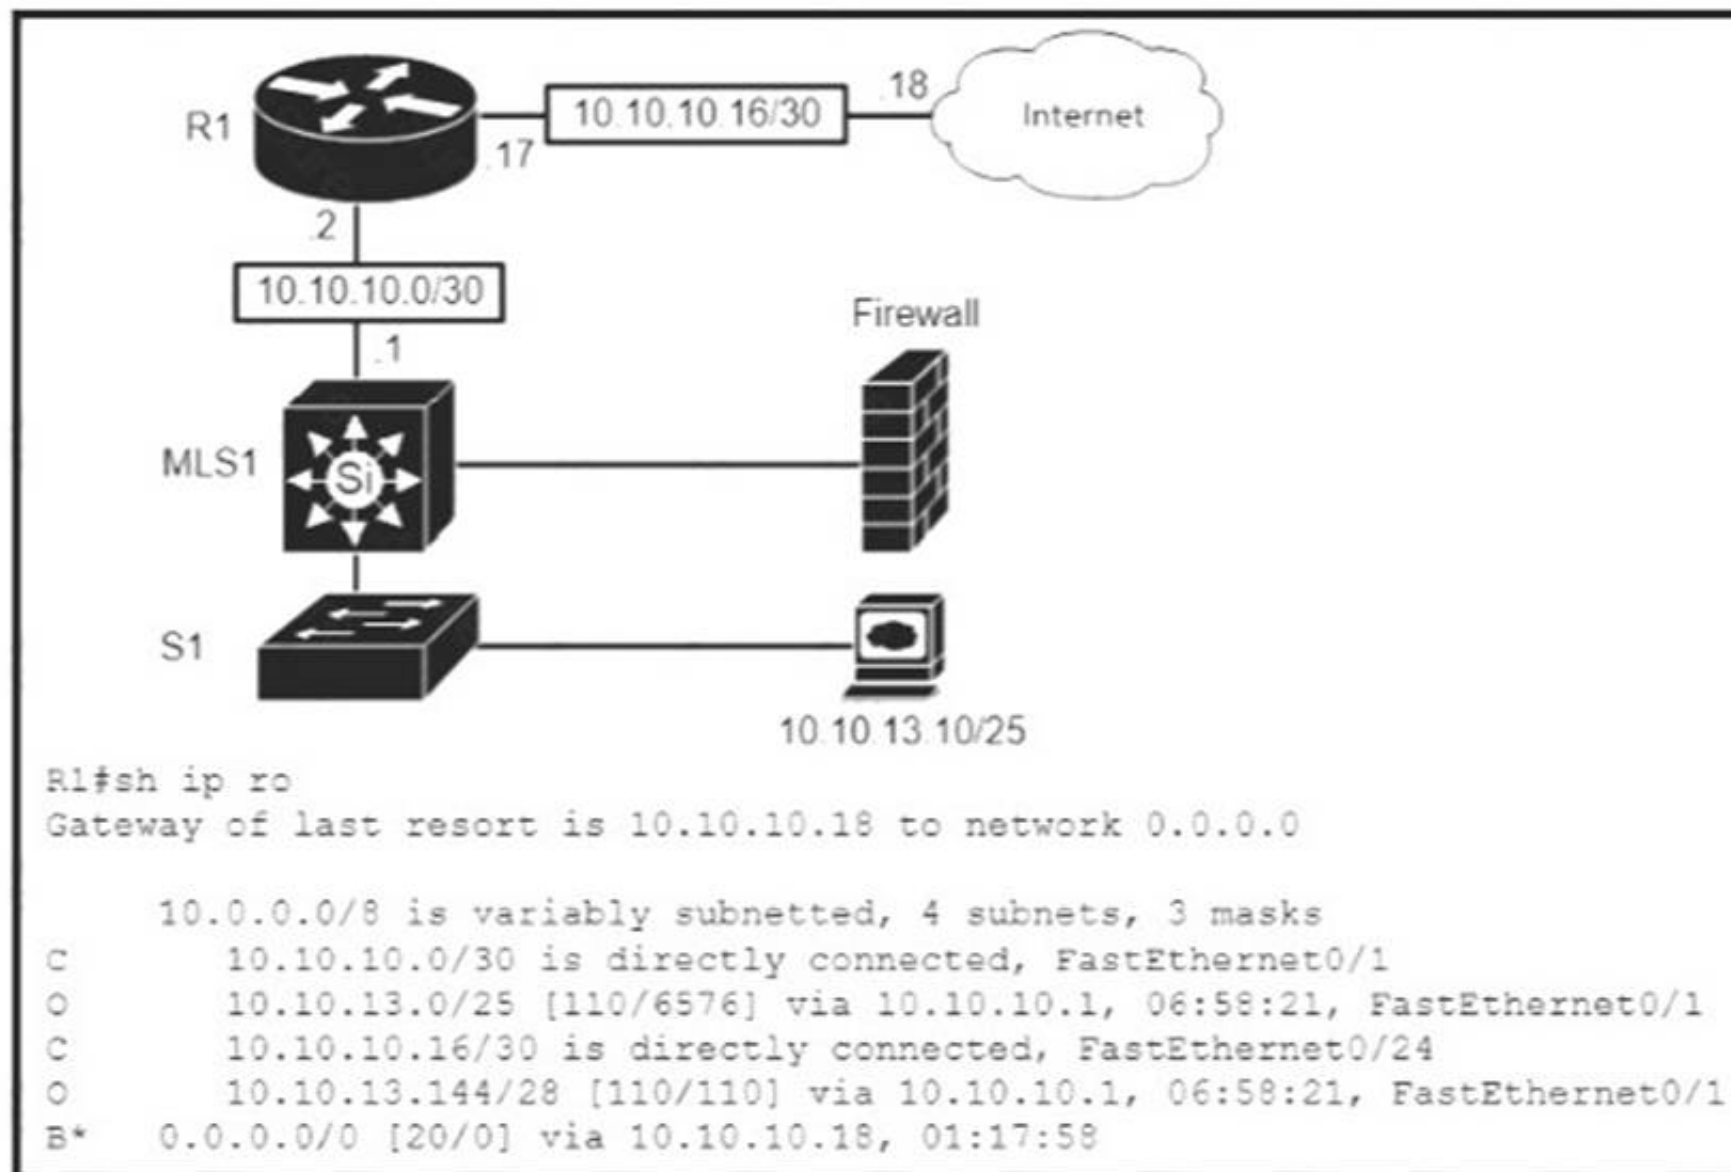 R1
10.10.10.16/30
.18
Internet
.17
.2
10.10.10.0/30
.1
Firewall
MLS1
Si
S1
10.10.13.10/25
R1#sh ip ro
Gateway of last resort is 10.10.10.18 to network 0.0.0.0
10.0.0.0/8 is variably subnetted, 4 subnets, 3 masks
C 10.10.10.0/30 is directly connected, FastEthernet0/1
O 10.10.13.0/25 [110/6576] via 10.10.10.1, 06:58:21, FastEthernet0/1
C 10.10.10.16/30 is directly connected, FastEthernet0/24
O 10.10.13.144/28 [110/110] via 10.10.10.1, 06:58:21, FastEthernet0/1
B* 0.0.0.0/0 [20/0] via 10.10.10.18, 01:17:58